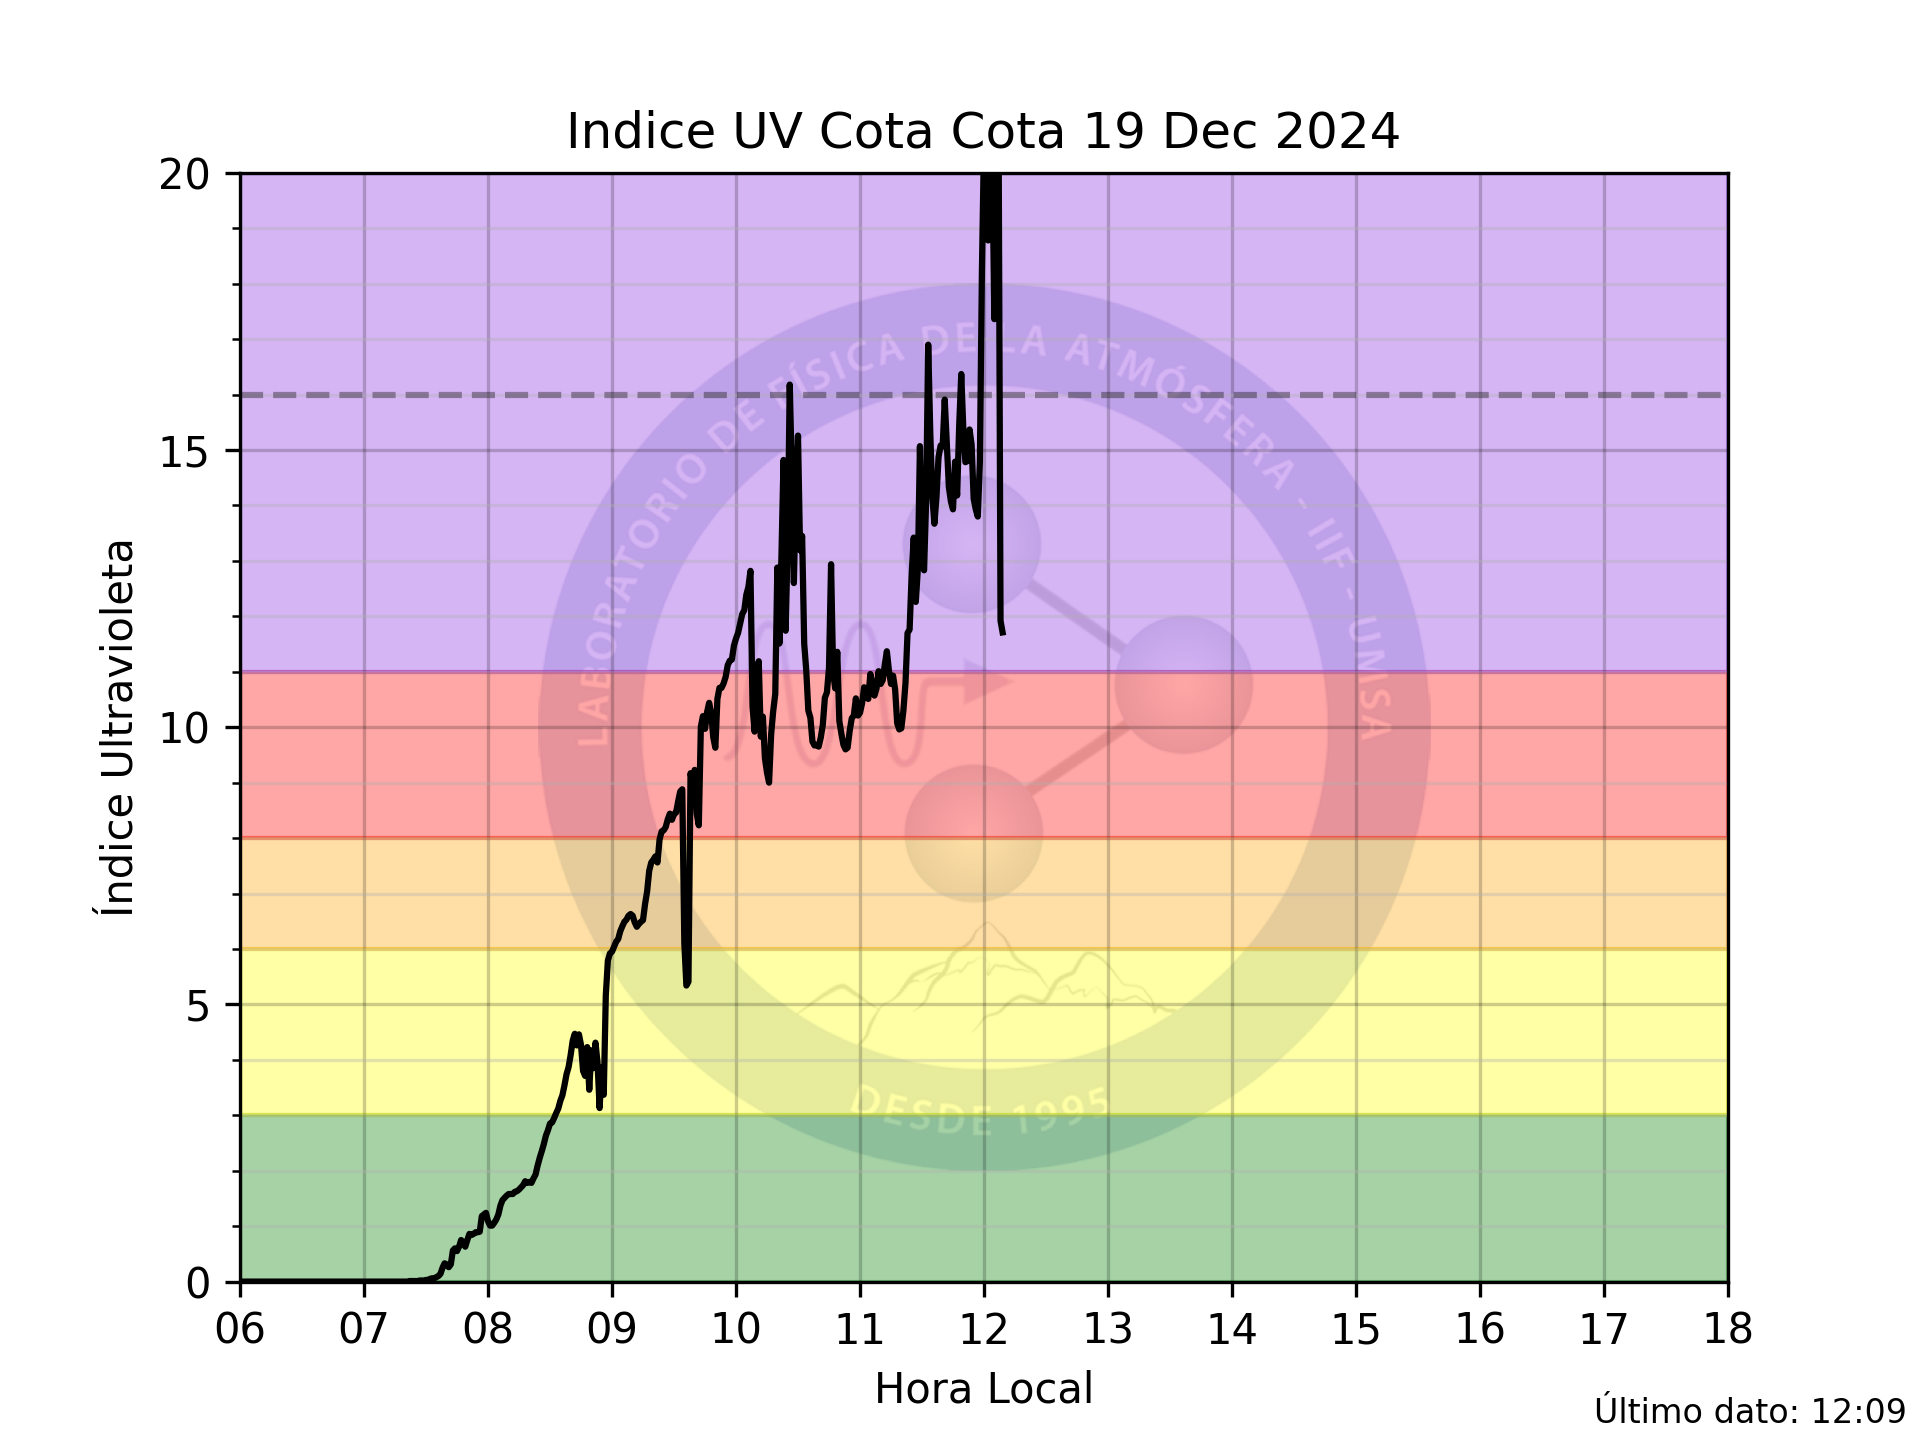 Indice UV Cota Cota 19 Dec 2024
20
15
10
5
0
Índice Ultravioleta
LABORATORIO DE FÍSICA DE LA ATMÓSFERA - IIF - UMSA
DESDE 1995
06 07 08 09 10 11 12 13 14 15 16 17 18
Hora Local
Último dato: 12:09